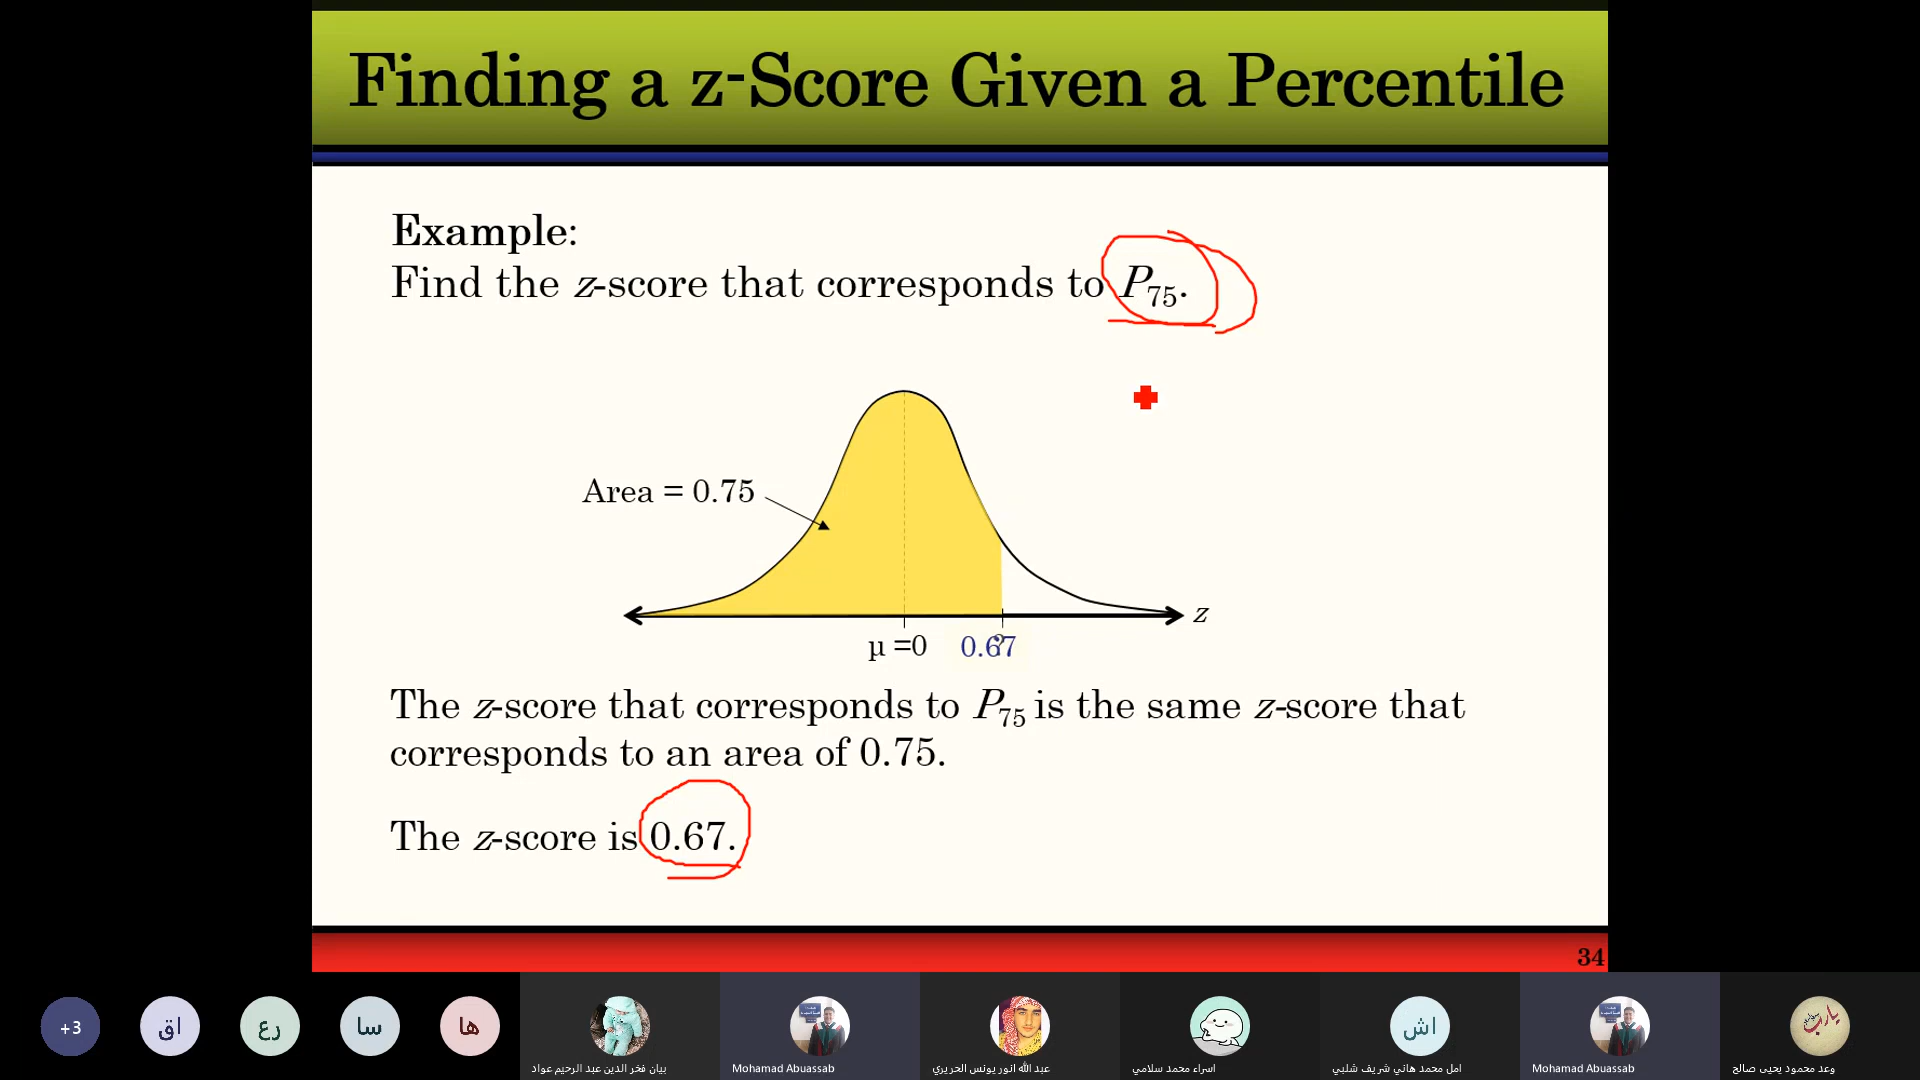 Finding a z-Score Given a Percentile
Example:
Find the z-score that corresponds to P75.
Area = 0.75
z
μ =0
0.67
The z-score that corresponds to P75 is the same z-score that
corresponds to an area of 0.75.
The z-score is 0.67.
34
+3
اق
رع
سا
ها
اش
بيان فخر الدين عبد الرحيم عواد
Mohamad Abuassab
عبد الله انور يونس الحريري
اسراء محمد سلامي
امل محمد هاني شريف شلبي
Mohamad Abuassab
وعد محمود يحيى صالح